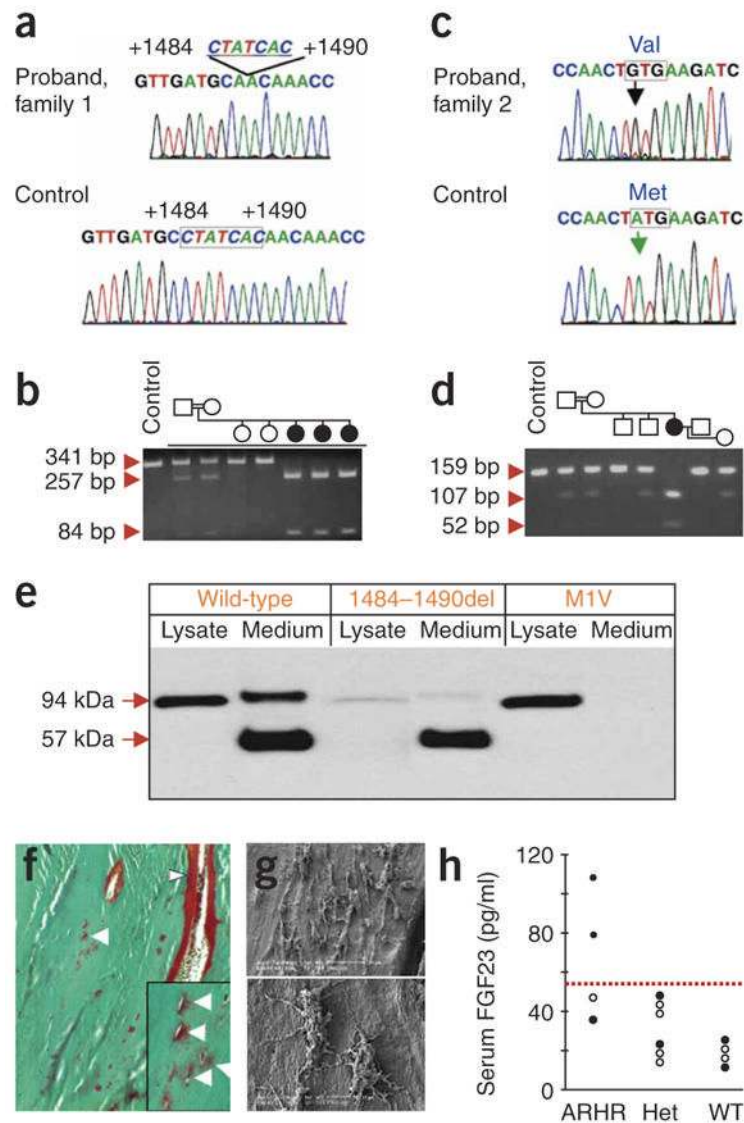 a
+1484 CTATCAC +1490
Proband, family 1
GTTGATGCAACAAACC
Control
+1484 +1490
GTTGATGCCTATCACAACAAACC
c
Val
Proband, family 2
CCAACTGTGAAGATC
Control
Met
CCAACTATGAAGATC
b
Control
341 bp
257 bp
84 bp
d
Control
159 bp
107 bp
52 bp
e
Wild-type 1484–1490del M1V
Lysate Medium Lysate Medium Lysate Medium
94 kDa
57 kDa
f
g
h
Serum FGF23 (pg/ml)
120
80
40
0
ARHR Het WT